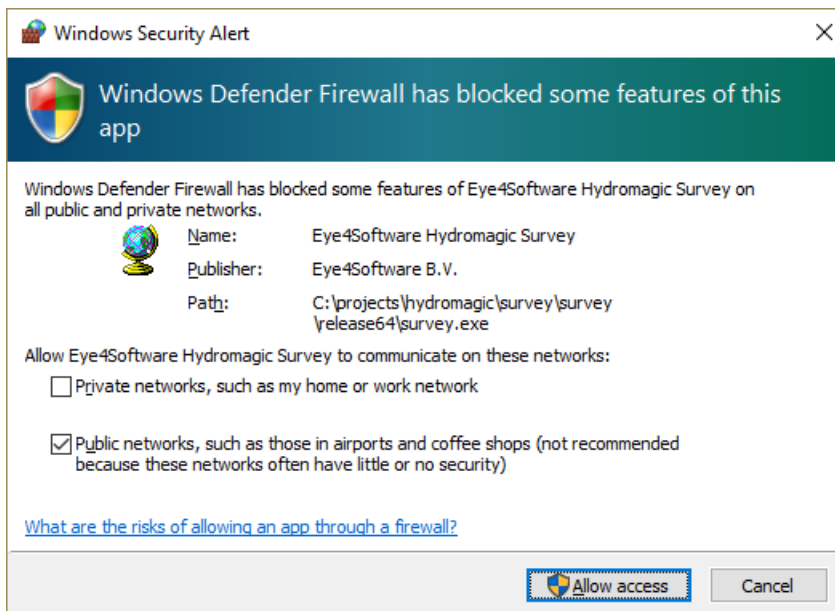 Windows Security Alert
Windows Defender Firewall has blocked some features of this
app
Windows Defender Firewall has blocked some features of Eye4Software Hydromagic Survey on
all public and private networks.
Name: Eye4Software Hydromagic Survey
Publisher: Eye4Software B.V.
Path: C:\projects\hydromagic\survey\survey
\release64\survey.exe
Allow Eye4Software Hydromagic Survey to communicate on these networks:
Private networks, such as my home or work network
Public networks, such as those in airports and coffee shops (not recommended
because these networks often have little or no security)
What are the risks of allowing an app through a firewall?
Allow access Cancel